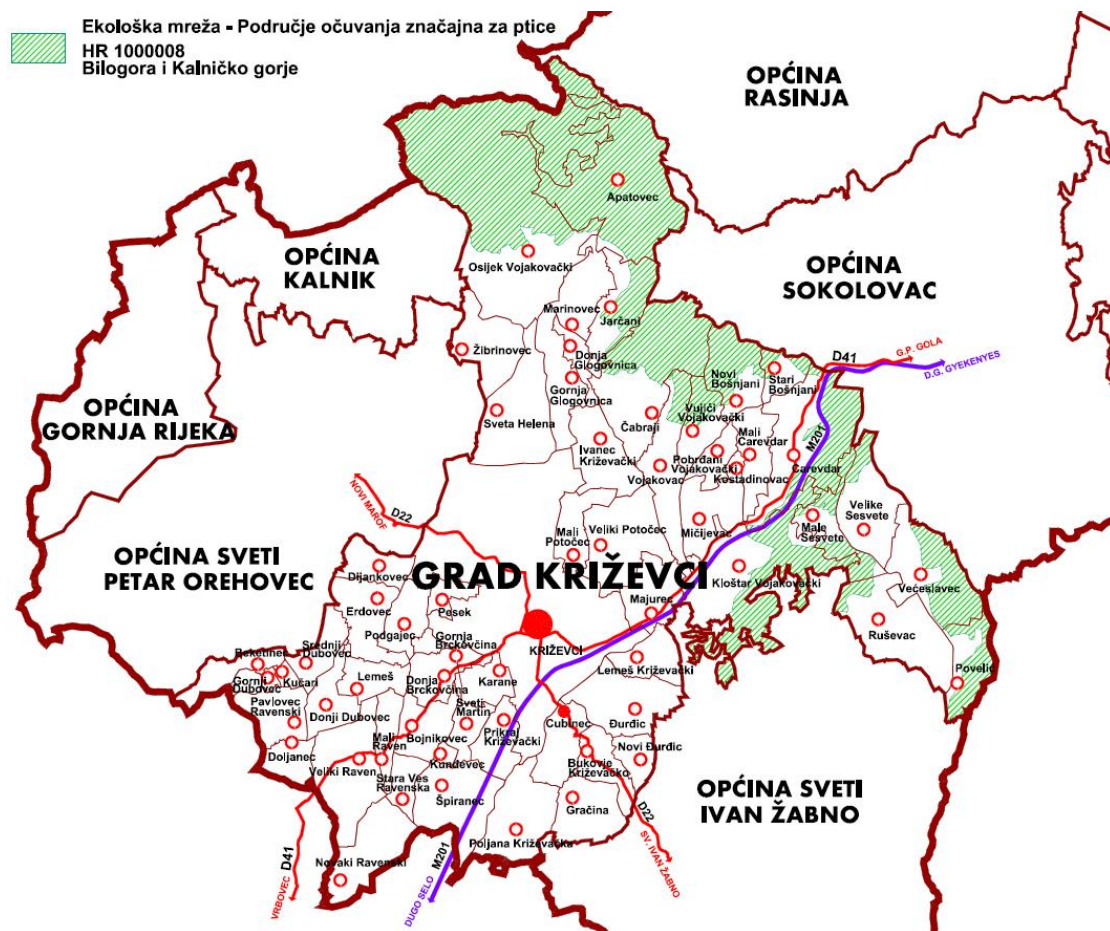 Ekološka mreža - Područje očuvanja značajna za ptice
HR 1000008
Bilogora i Kalničko gorje
OPĆINA
RASINJA
Apatovec
OPĆINA
KALNIK
Osijek Vojakovački
OPĆINA
SOKOLOVAC
Marinovec
Jarčani
Žibrinovec
Donja
Glogovnica
D41
G.P. GOLA
D.G. GYEKENYES
Gornja
Glogovnica
Novi
Bošnjani
Stari
Bošnjani
OPĆINA
GORNJA RIJEKA
Sveta Helena
Čabraji
Vujići
Vojakovački
Mali
Carevdar
M201
Ivanec
Križevački
Vojakovac
Pobrđani
Vojakovački
Kostadinovac
Carevdar
NOVI MAROF
D22
Mali
Potočec
Veliki Potočec
Mičijevac
Male
Sesvete
Velike
Sesvete
OPĆINA SVETI
PETAR OREHOVEC
Dijankovec
GRAD KRIŽEVCI
Kloštar Vojakovački
Većeslavec
Erdovec
Pesek
Majurec
Podgajec
Gornja
Brckovčina
KRIŽEVCI
Ruševac
Beketinec
Srednji
Dubovec
Gornji
Dubovec
Kučari
Lemeš
Donja
Brckovčina
Karane
Lemeš Križevački
Povelić
Pavlovec
Ravenski
Donji Dubovec
Sveti
Martin
Cubinec
Đurđic
Doljanec
Mali
Raven
Bojnikovec
Prikraj
Križevački
Veliki Raven
Kundevec
Bukovje
Križevačko
Novi Đurđic
Stara Ves
Ravenska
Špiranec
Gračina
D22
OPĆINA SVETI
IVAN ŽABNO
Poljana Križevačka
SV. IVAN ŽABNO
Novaki Ravenski
D41
VRBOVEC
M201
DUGO SELO